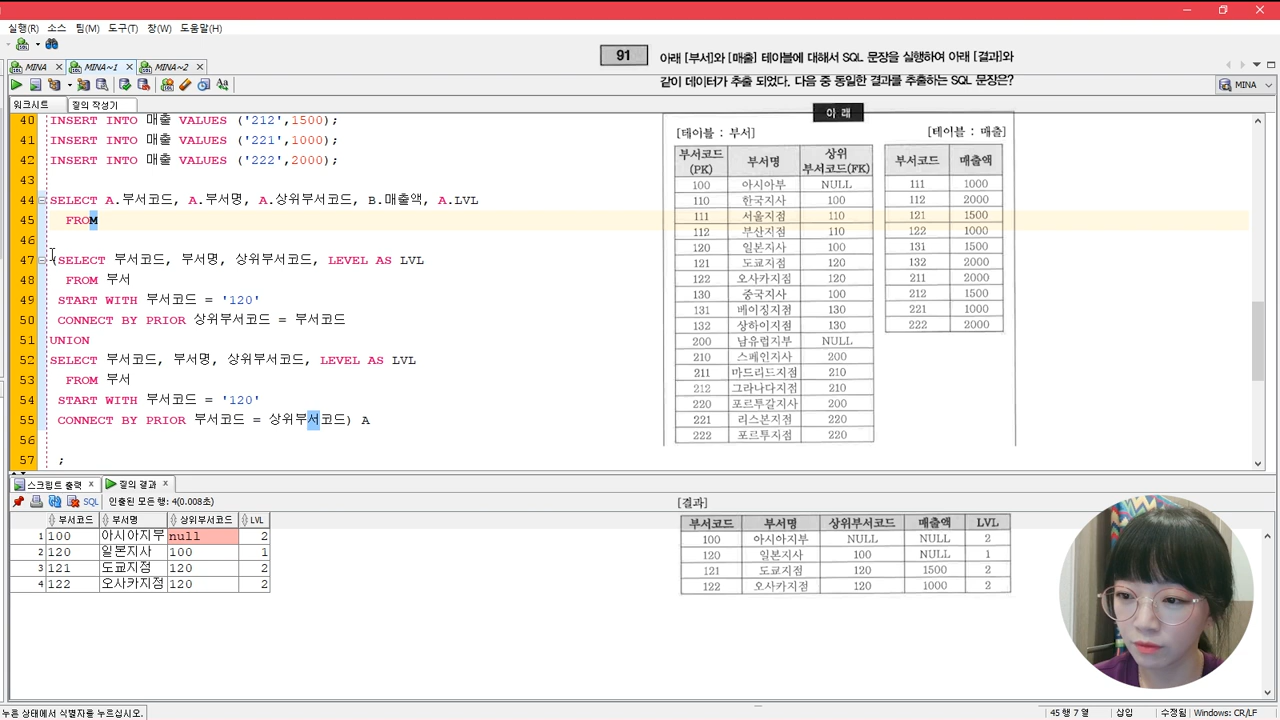 실행(R) 소스 팀(M) 도구(T) 창(W) 도움말(H)
MINA × MINA~1 × MINA~2 ×
MINA
워크시트 질의 작성기
40 INSERT INTO 매출 VALUES ('212',1500);
41 INSERT INTO 매출 VALUES ('221',1000);
42 INSERT INTO 매출 VALUES ('222',2000);
43
44 SELECT A.부서코드, A.부서명, A.상위부서코드, B.매출액, A.LVL
45 FROM
46
47 (SELECT 부서코드, 부서명, 상위부서코드, LEVEL AS LVL
48 FROM 부서
49 START WITH 부서코드 = '120'
50 CONNECT BY PRIOR 상위부서코드 = 부서코드
51 UNION
52 SELECT 부서코드, 부서명, 상위부서코드, LEVEL AS LVL
53 FROM 부서
54 START WITH 부서코드 = '120'
55 CONNECT BY PRIOR 부서코드 = 상위부서코드) A
56
57 ;
91 아래 [부서]와 [매출] 테이블에 대해서 SQL 문장을 실행하여 아래 [결과]와
같이 데이터가 추출 되었다. 다음 중 동일한 결과를 추출하는 SQL 문장은?
아 래
[테이블 : 부서] [테이블 : 매출]
부서코드 (PK) 부서명 상위 부서코드(FK)
100 아시아부 NULL
110 한국지사 100
111 서울지점 110
112 부산지점 110
120 일본지사 100
121 도쿄지점 120
122 오사카지점 120
130 중국지사 100
131 베이징지점 130
132 상하이지점 130
200 남유럽지부 NULL
210 스페인지사 200
211 마드리드지점 210
212 그라나다지점 210
220 포르투갈지사 200
221 리스본지점 220
222 포르투지점 220
부서코드 매출액
111 1000
112 2000
121 1500
122 1000
131 1500
132 2000
211 2000
212 1500
221 1000
222 2000
스크립트 출력 × 질의 결과 ×
SQL 인출된 모든 행: 4(0.008초)
부서코드 부서명 상위부서코드 LVL
1 100 아시아지부 null 2
2 120 일본지사 100 1
3 121 도쿄지점 120 2
4 122 오사카지점 120 2
[결과]
부서코드 부서명 상위부서코드 매출액 LVL
100 아시아지부 NULL NULL 2
120 일본지사 100 NULL 1
121 도쿄지점 120 1500 2
122 오사카지점 120 1000 2
누른 상태에서 식별자를 누르십시오.
45 행 7 열 삽입 수정됨 Windows: CR/LF